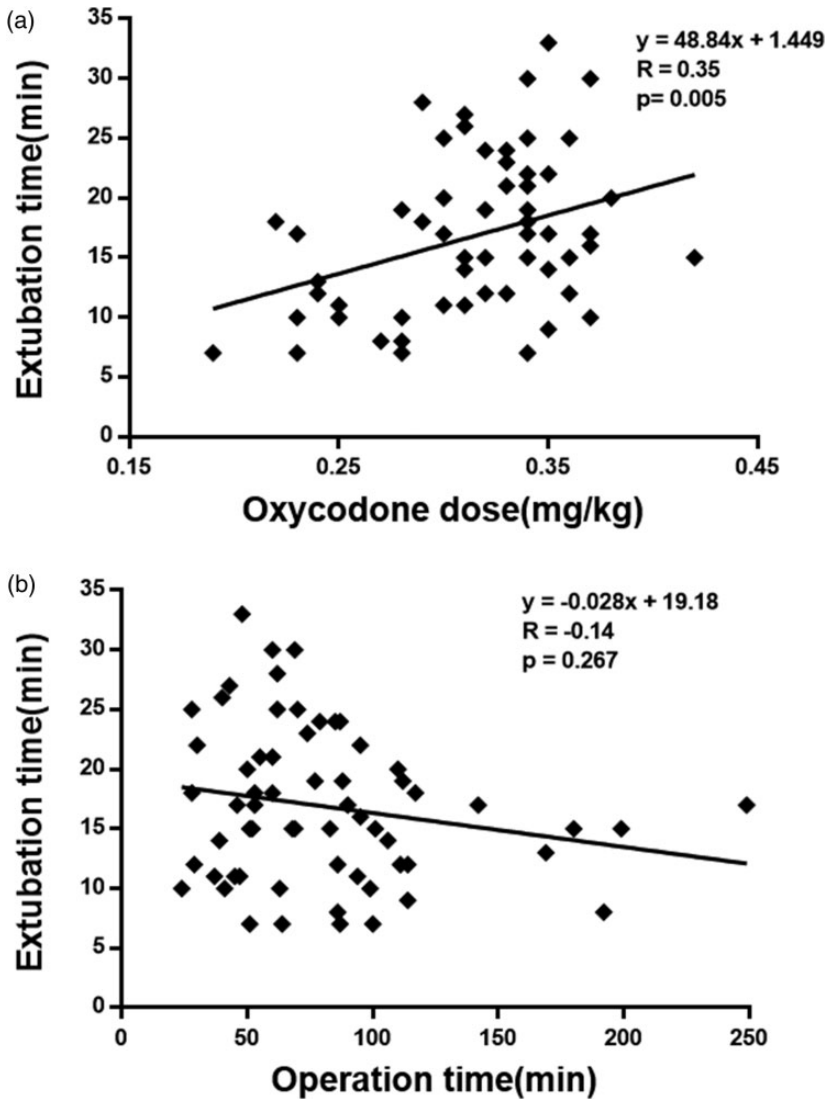 (a)
35
30
25
20
15
10
5
0
Extubation time(min)
y = 48.84x + 1.449
R = 0.35
p= 0.005
0.15 0.25 0.35 0.45
Oxycodone dose(mg/kg)
(b)
35
30
25
20
15
10
5
0
Extubation time(min)
y = -0.028x + 19.18
R = -0.14
p = 0.267
0 50 100 150 200 250
Operation time(min)